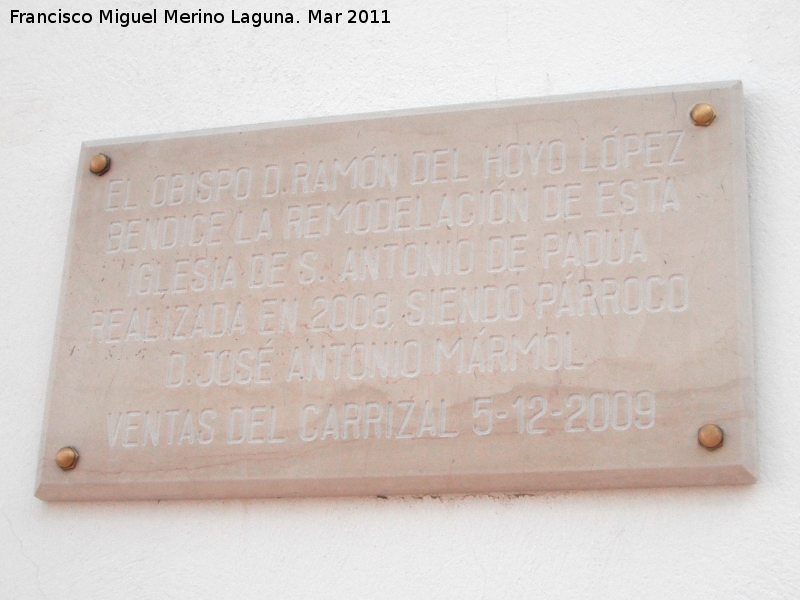 Francisco Miguel Merino Laguna. Mar 2011
EL OBISPO D. RAMÓN DEL HOYO LÓPEZ
BENDICE LA REMODELACIÓN DE ESTA
IGLESIA DE S. ANTONIO DE PADUA
REALIZADA EN 2008, SIENDO PÁRROCO
D. JOSÉ ANTONIO MÁRMOL
VENTAS DEL CARRIZAL 5-12-2009